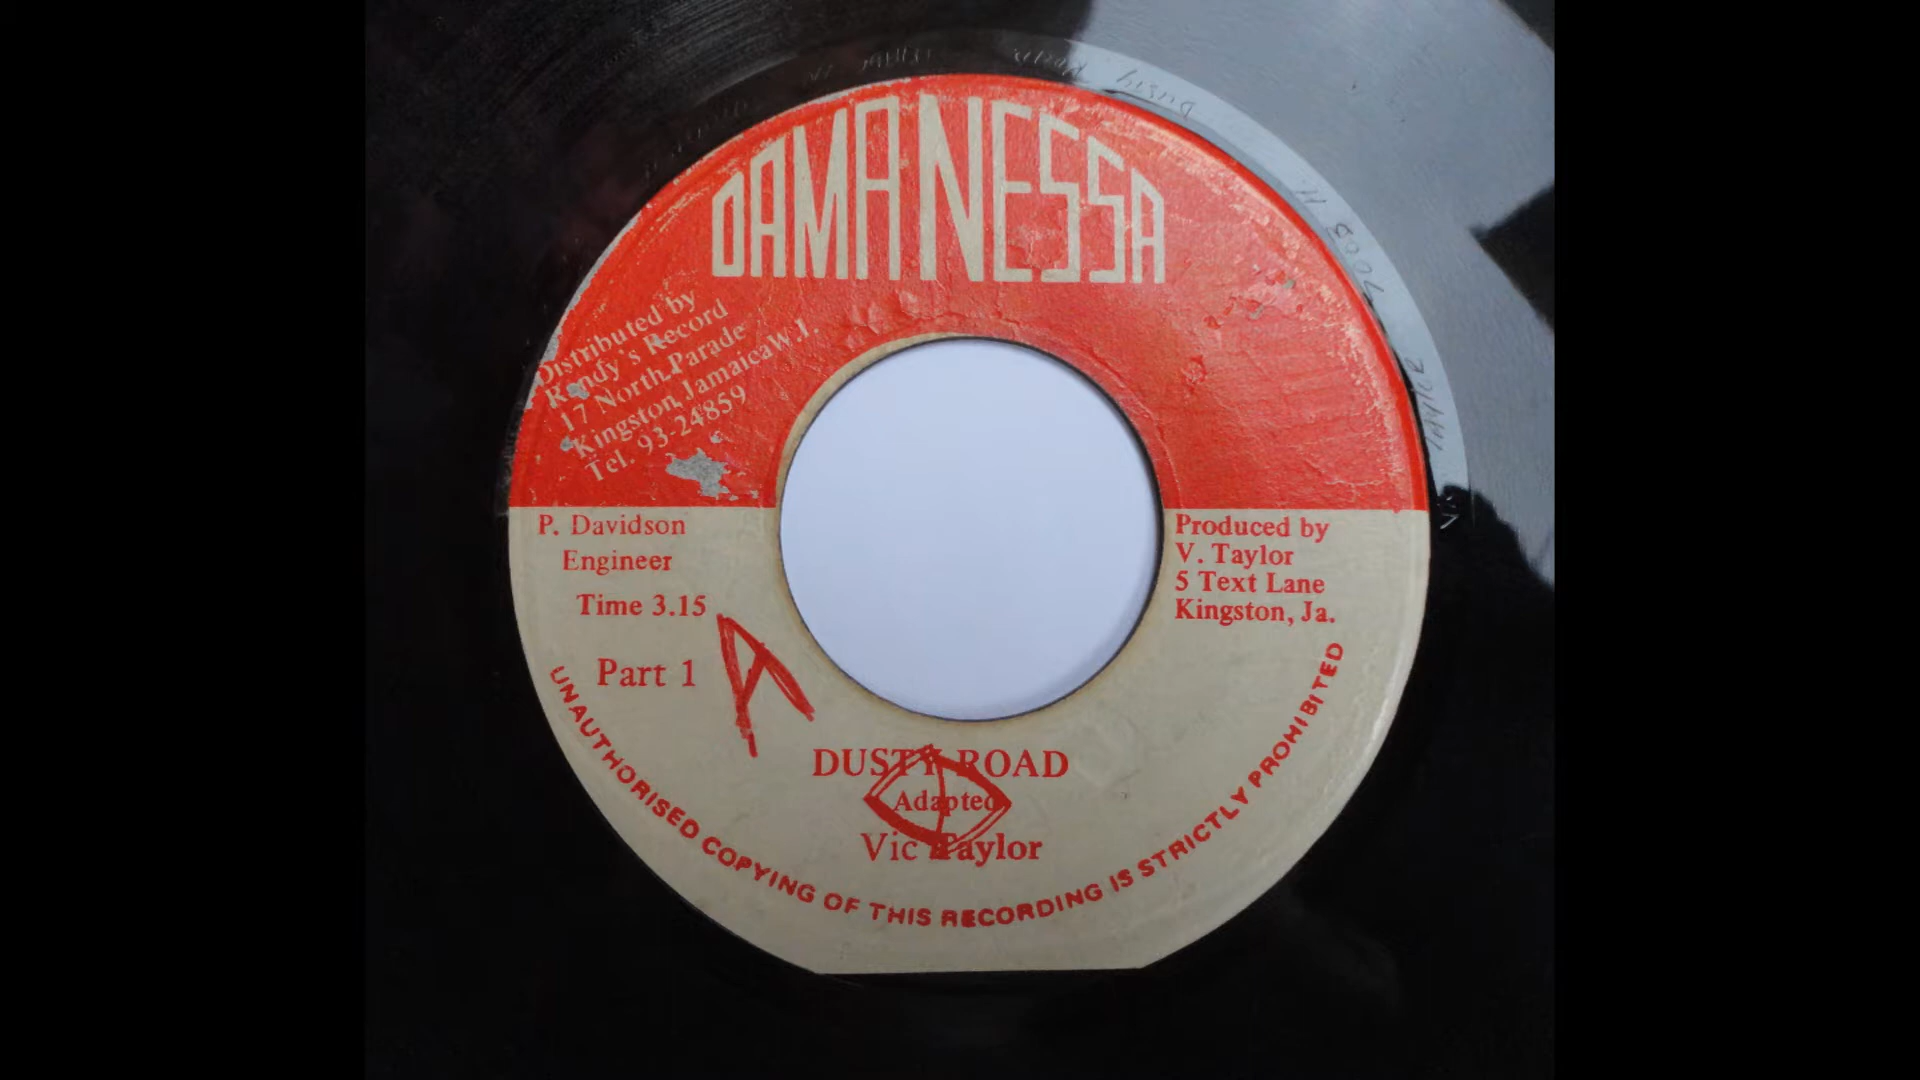 DAMANESSA
Distributed by
Randy's Record
17 North Parade
Kingston, Jamaica W.I.
Tel. 93-24859
P. Davidson
Engineer
Time 3.15
Part 1
A
Produced by
V. Taylor
5 Text Lane
Kingston, Ja.
DUSTY ROAD
Adapted
Vic Taylor
UNAUTHORISED COPYING OF THIS RECORDING IS STRICTLY PROHIBITED